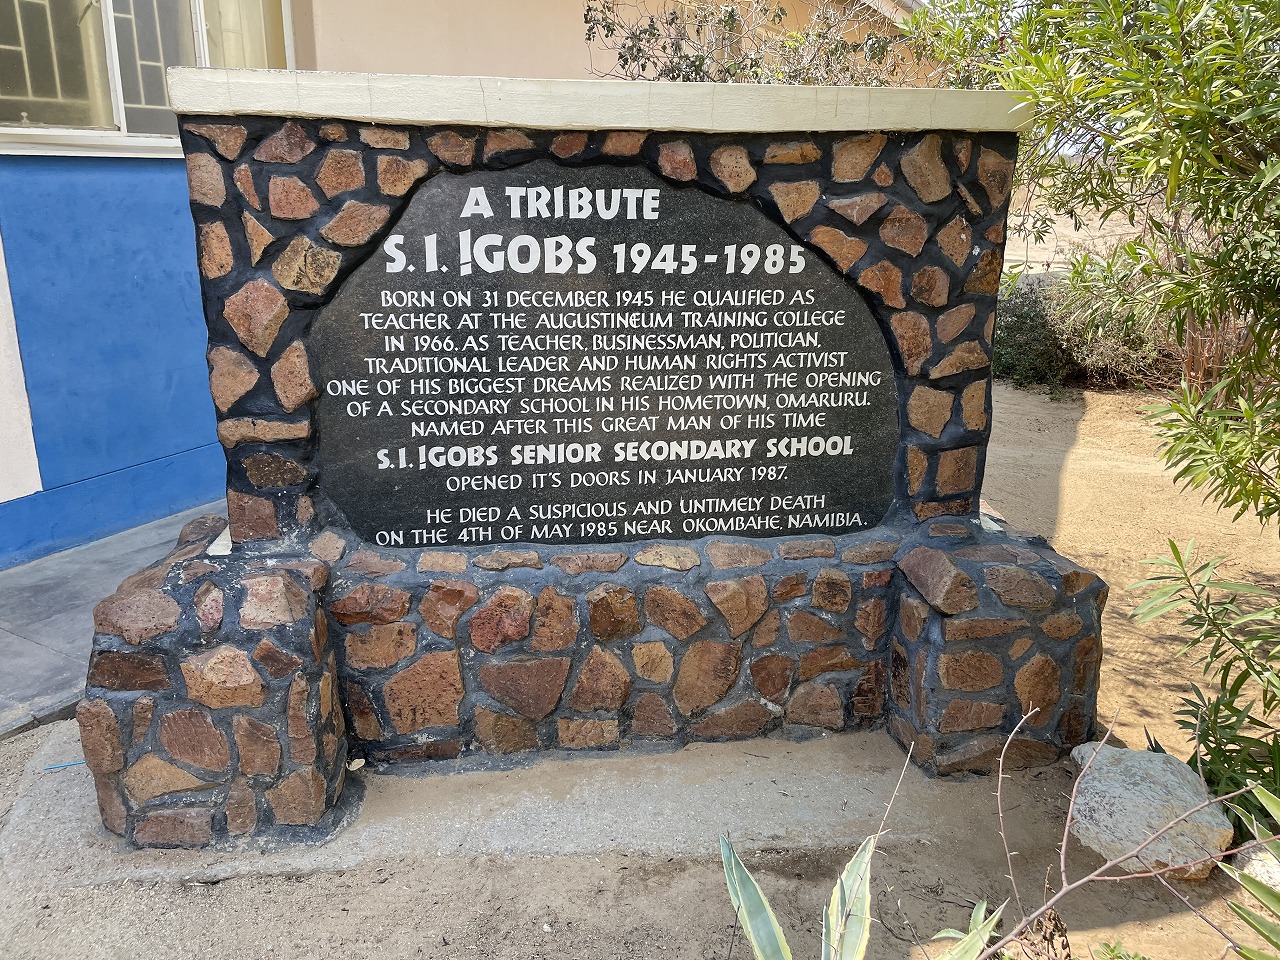 A TRIBUTE
S. I. !GOBS 1945-1985
BORN ON 31 DECEMBER 1945 HE QUALIFIED AS
TEACHER AT THE AUGUSTINEUM TRAINING COLLEGE
IN 1966. AS TEACHER, BUSINESSMAN, POLITICIAN,
TRADITIONAL LEADER AND HUMAN RIGHTS ACTIVIST
ONE OF HIS BIGGEST DREAMS REALIZED WITH THE OPENING
OF A SECONDARY SCHOOL IN HIS HOMETOWN, OMARURU.
NAMED AFTER THIS GREAT MAN OF HIS TIME
S. I. !GOBS SENIOR SECONDARY SCHOOL
OPENED IT'S DOORS IN JANUARY 1987.
HE DIED A SUSPICIOUS AND UNTIMELY DEATH
ON THE 4TH OF MAY 1985 NEAR OKOMBAHE, NAMIBIA.